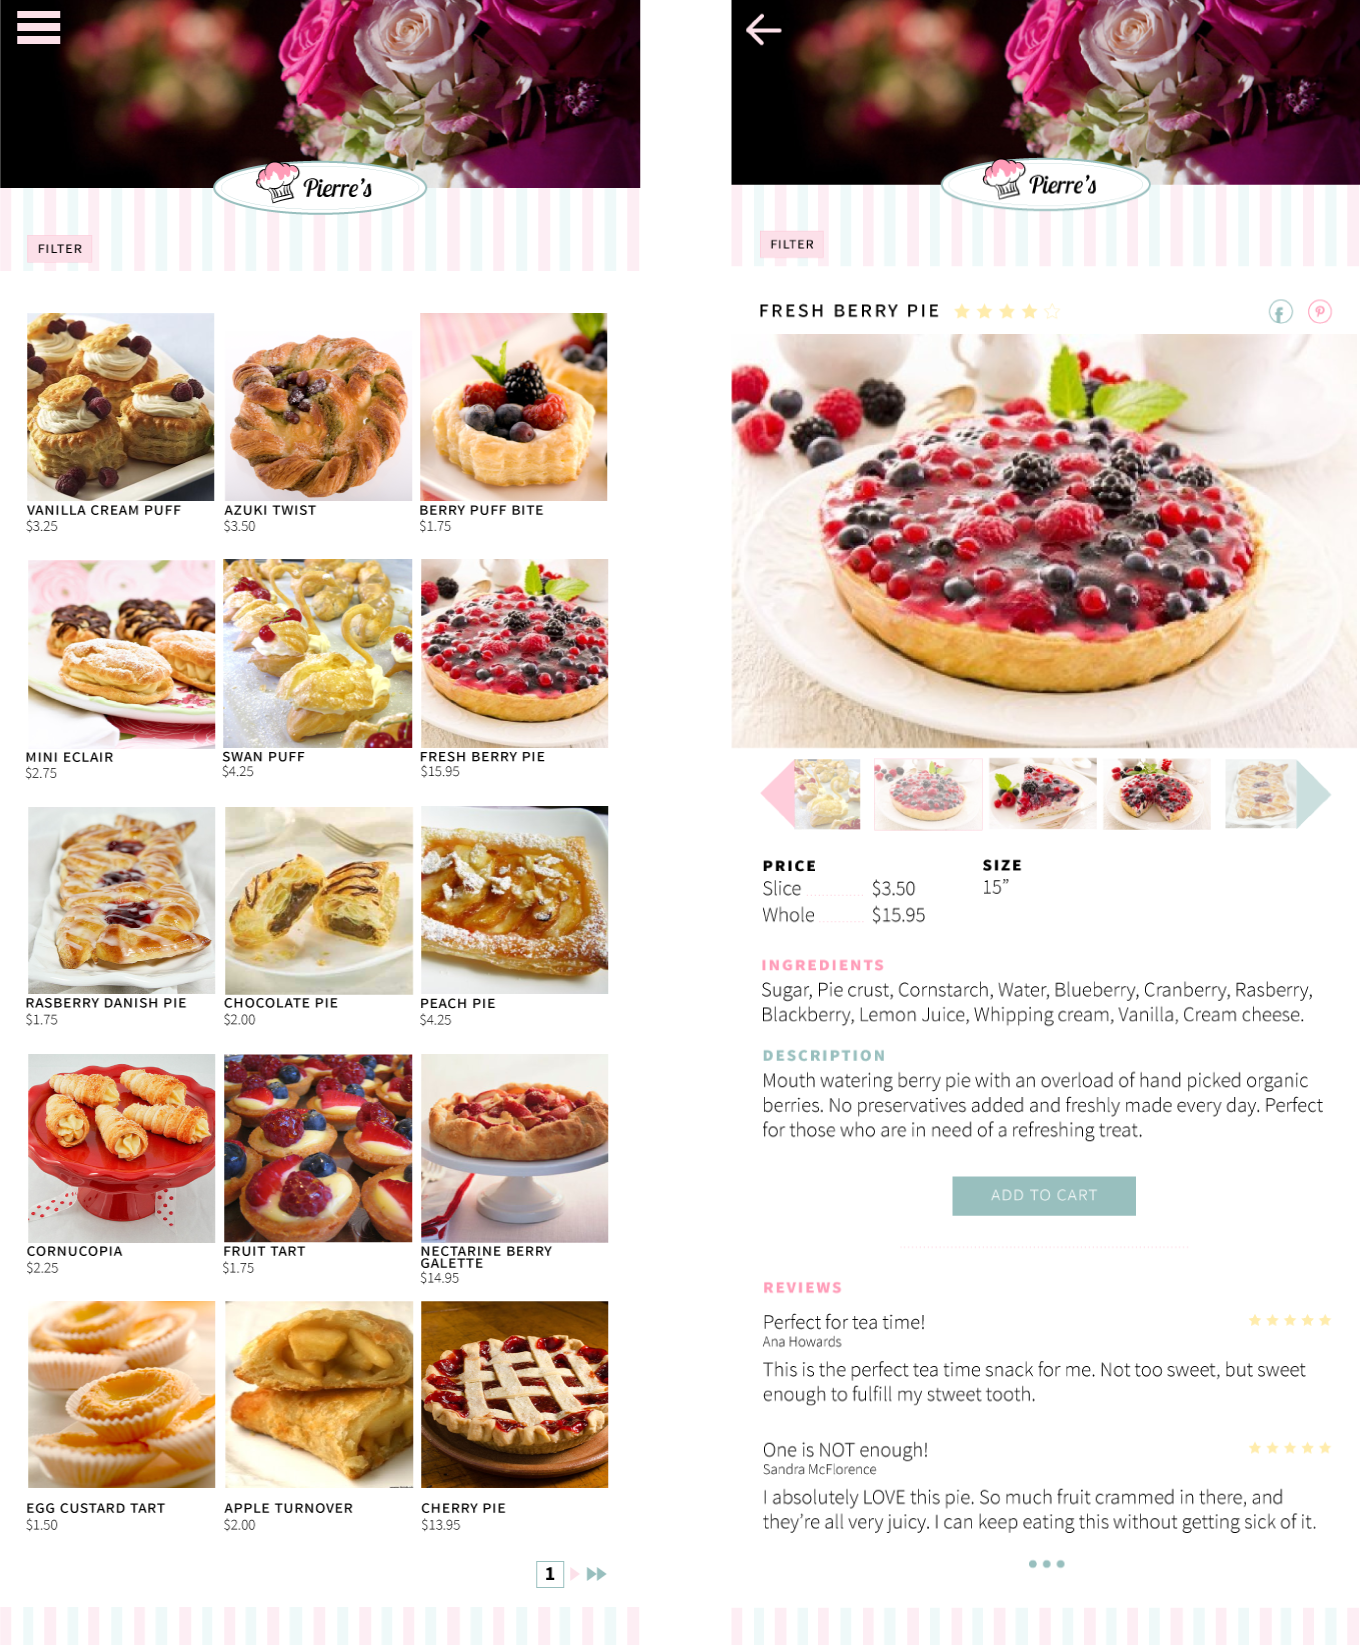 Pierre's
FILTER
VANILLA CREAM PUFF
$3.25
AZUKI TWIST
$3.50
BERRY PUFF BITE
$1.75
MINI ECLAIR
$2.75
SWAN PUFF
$4.25
FRESH BERRY PIE
$15.95
RASBERRY DANISH PIE
$1.75
CHOCOLATE PIE
$2.00
PEACH PIE
$4.25
CORNUCOPIA
$2.25
FRUIT TART
$1.75
NECTARINE BERRY
GALETTE
$14.95
EGG CUSTARD TART
$1.50
APPLE TURNOVER
$2.00
CHERRY PIE
$13.95
1
Pierre's
FILTER
FRESH BERRY PIE
PRICE
Slice .............. $3.50
Whole ........... $15.95
SIZE
15”
INGREDIENTS
Sugar, Pie crust, Cornstarch, Water, Blueberry, Cranberry, Rasberry,
Blackberry, Lemon Juice, Whipping cream, Vanilla, Cream cheese.
DESCRIPTION
Mouth watering berry pie with an overload of hand picked organic
berries. No preservatives added and freshly made every day. Perfect
for those who are in need of a refreshing treat.
ADD TO CART
REVIEWS
Perfect for tea time!
Ana Howards
This is the perfect tea time snack for me. Not too sweet, but sweet
enough to fulfill my stweet tooth.
One is NOT enough!
Sandra McFlorence
I absolutely LOVE this pie. So much fruit crammed in there, and
they’re all very juicy. I can keep eating this without getting sick of it.